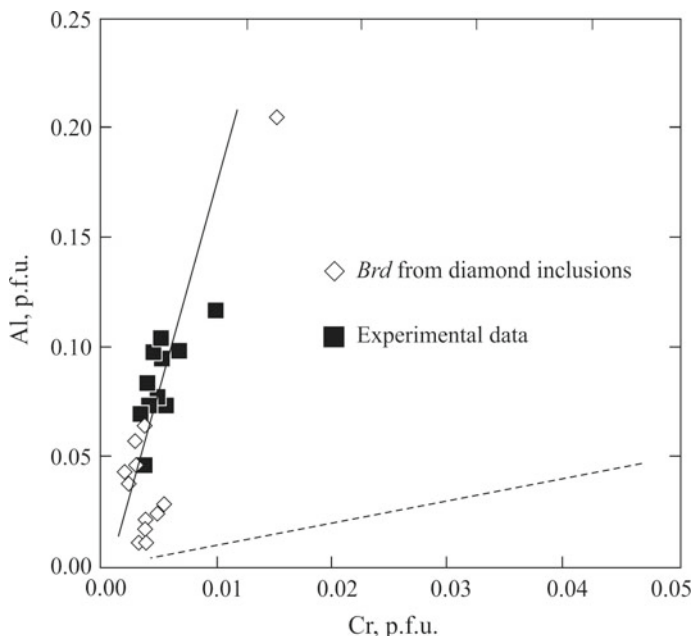 0.25
0.20
0.15
0.10
0.05
0.00
Al, p.f.u.
Brd from diamond inclusions
Experimental data
0.00 0.01 0.02 0.03 0.04 0.05
Cr, p.f.u.